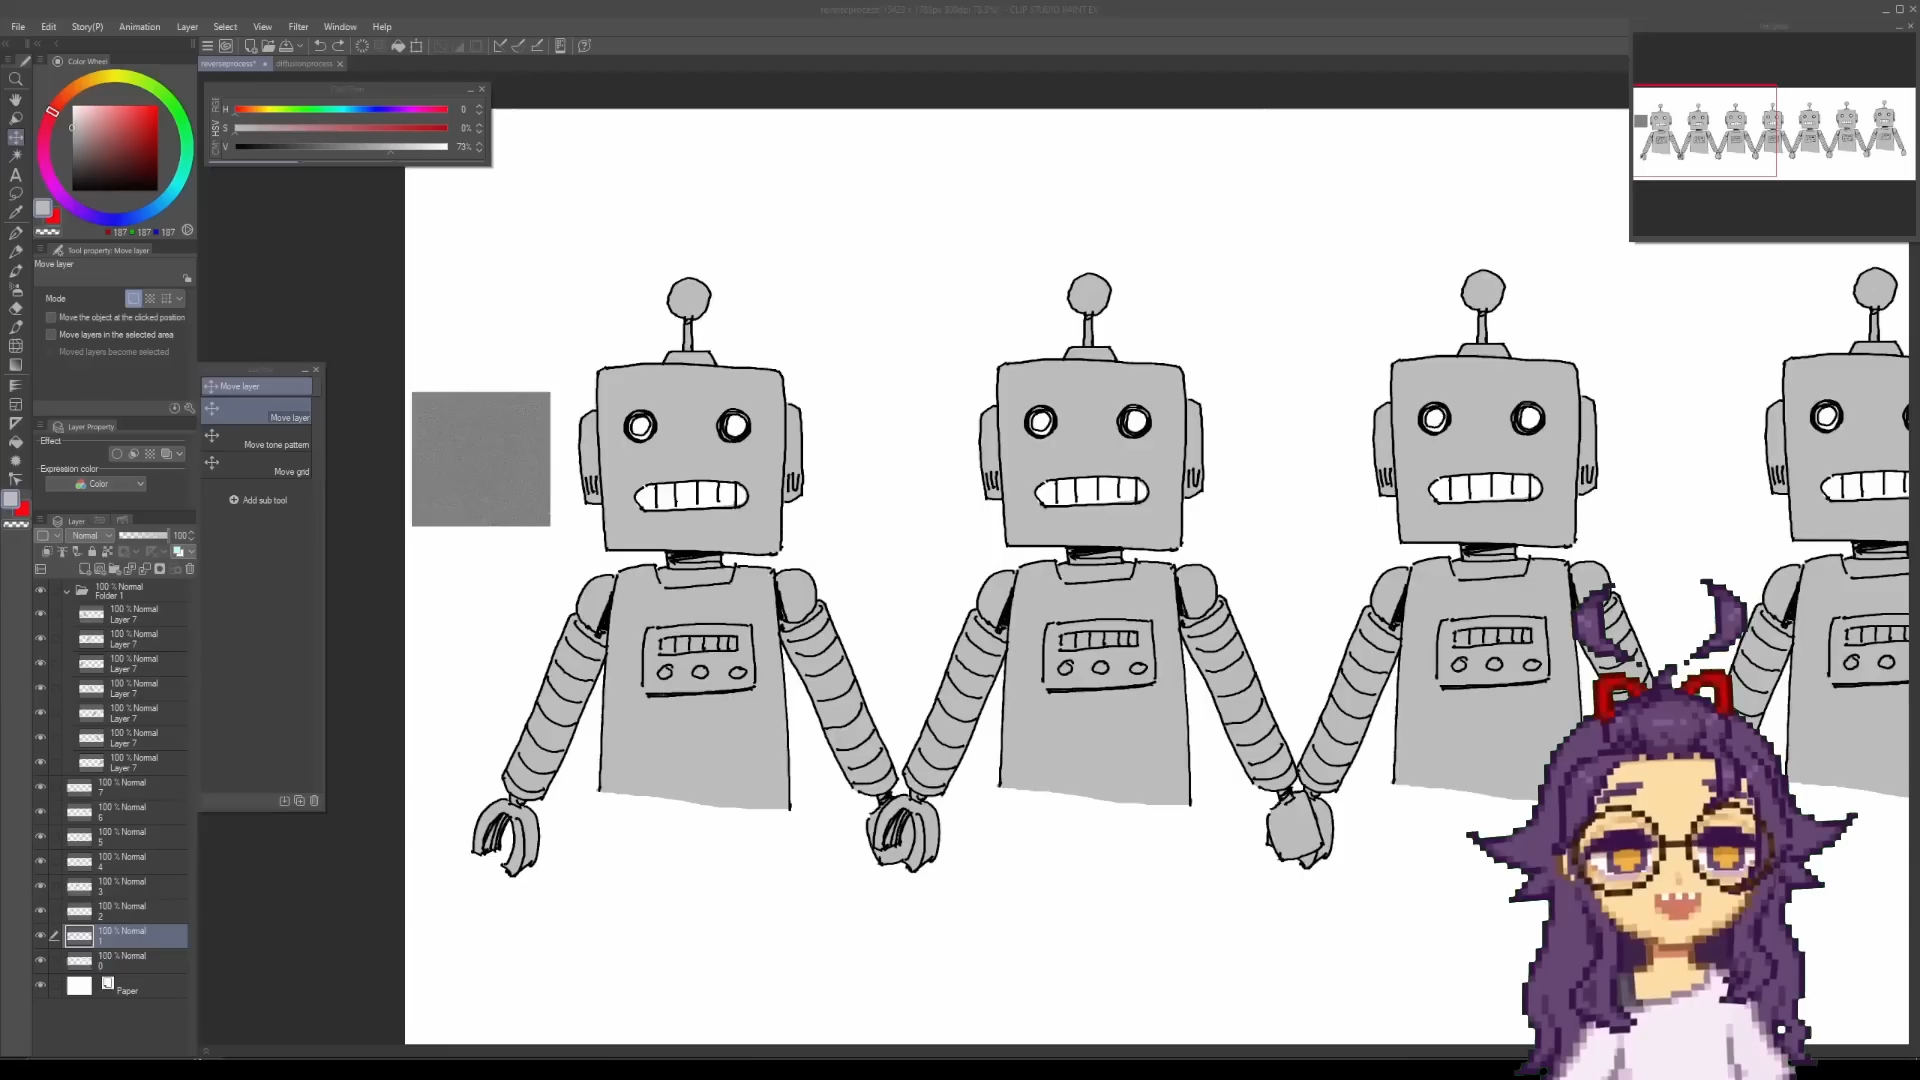 File Edit Story(P) Animation Layer Select View Filter Window Help
reverseprocess* diffusionprocess
Color Wheel
H 0
S 0%
V 73%
RGB
HSV
187 187 187
Tool property: Move layer
Move layer
Mode
Move the object at the clicked position
Move layers in the selected area
Moved layers become selected
Move layer
Move layer
Move tone pattern
Move grid
Add sub tool
Layer Property
Effect
Expression color
Color
Layer
Normal 100
100 % Normal
Folder 1
100 % Normal
Layer 7
100 % Normal
Layer 7
100 % Normal
Layer 7
100 % Normal
Layer 7
100 % Normal
Layer 7
100 % Normal
Layer 7
100 % Normal
Layer 7
100 % Normal
7
100 % Normal
6
100 % Normal
5
100 % Normal
4
100 % Normal
3
100 % Normal
2
100 % Normal
1
100 % Normal
0
Paper